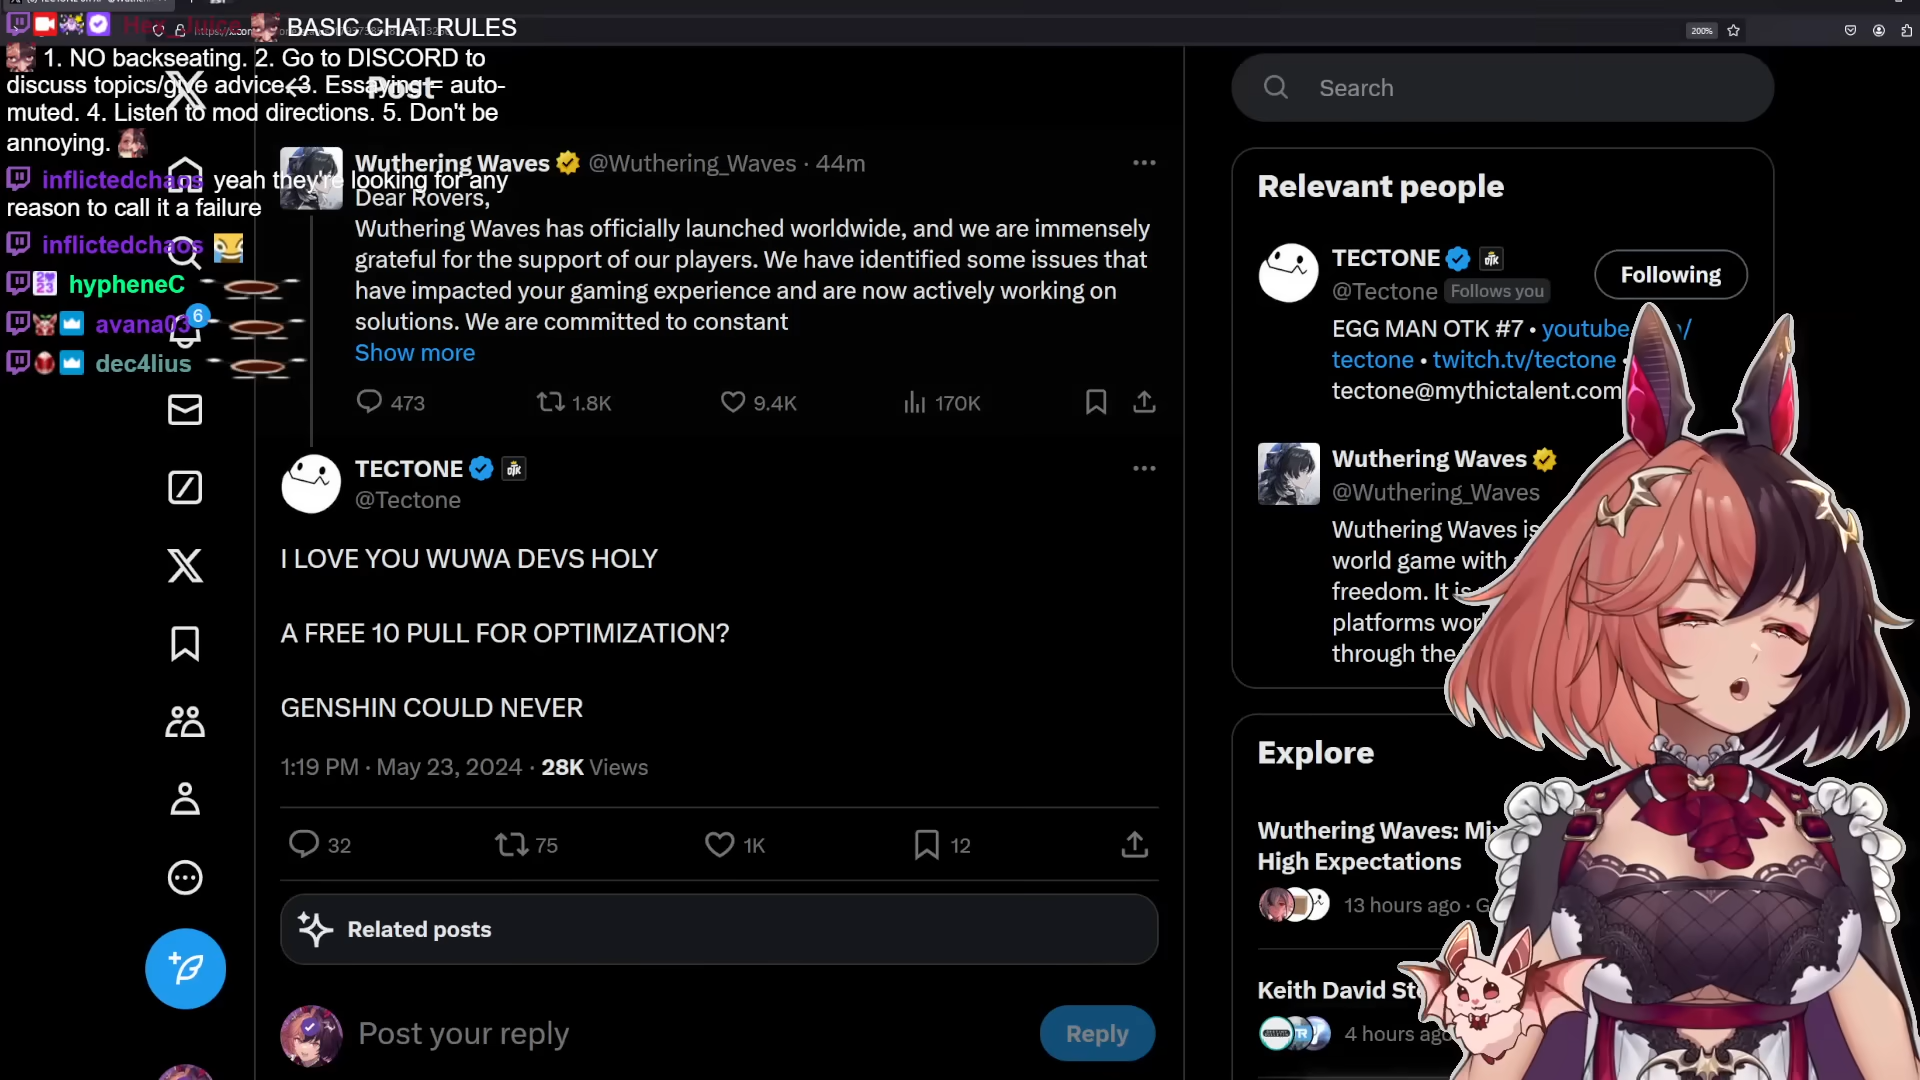 200%
BASIC CHAT RULES
1. NO backseating. 2. Go to DISCORD to
discuss topics/give advice. 3. Essaying = auto-
muted. 4. Listen to mod directions. 5. Don't be
annoying.
inflictedchaos yeah they're looking for any
reason to call it a failure
inflictedchaos
hypheneC
avana03
dec4lius
6
Post
Wuthering Waves @Wuthering_Waves · 44m
Dear Rovers,
Wuthering Waves has officially launched worldwide, and we are immensely
grateful for the support of our players. We have identified some issues that
have impacted your gaming experience and are now actively working on
solutions. We are committed to constant
Show more
473 1.8K 9.4K 170K
TECTONE
@Tectone
I LOVE YOU WUWA DEVS HOLY
A FREE 10 PULL FOR OPTIMIZATION?
GENSHIN COULD NEVER
1:19 PM · May 23, 2024 · 28K Views
32 75 1K 12
Related posts
Post your reply
Reply
Search
Relevant people
TECTONE
@Tectone Follows you
Following
EGG MAN OTK #7 • youtube
tectone • twitch.tv/tectone
tectone@mythictalent.com
Wuthering Waves
@Wuthering_Waves
Wuthering Waves is
world game with
freedom. It is
platforms
through the
Explore
Wuthering Waves:
High Expectations
13 hours ago ·
Keith David
4 hours ago